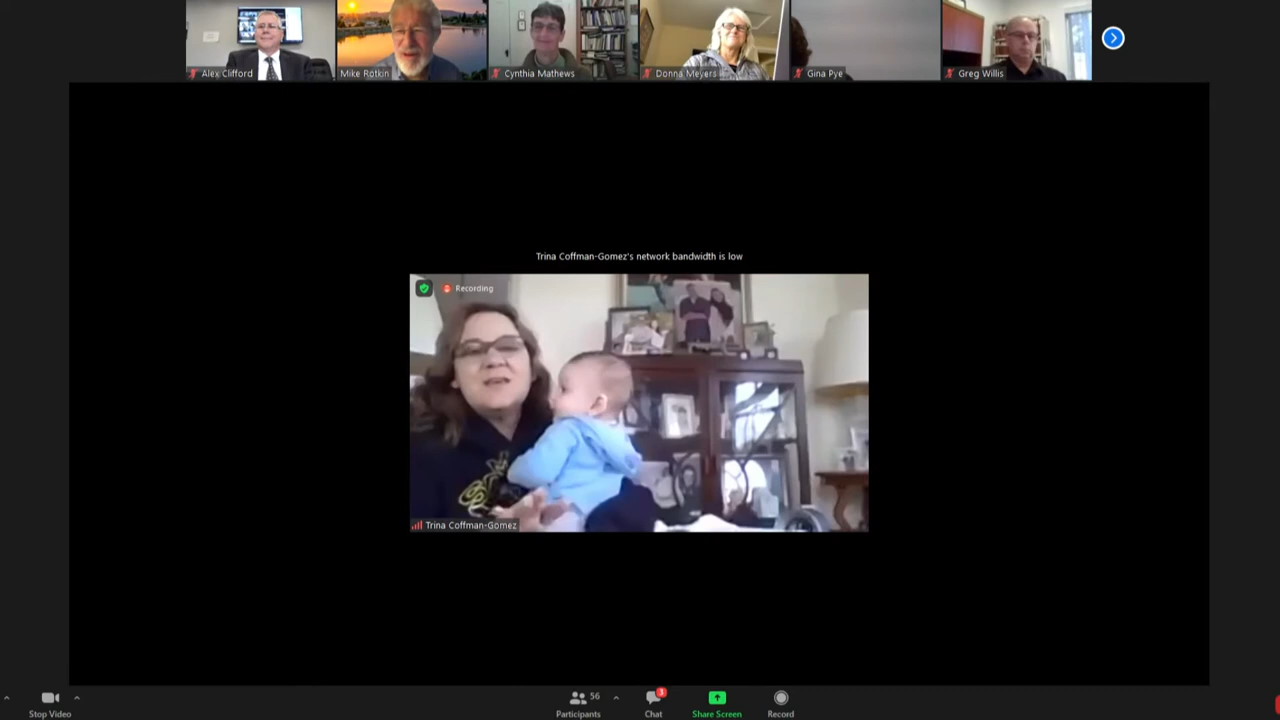 Alex Clifford
Mike Rotkin
Cynthia Mathews
Donna Meyers
Gina Pye
Greg Willis
Trina Coffman-Gomez's network bandwidth is low
Recording
Trina Coffman-Gomez
Stop Video
Participants
56
Chat
3
Share Screen
Record